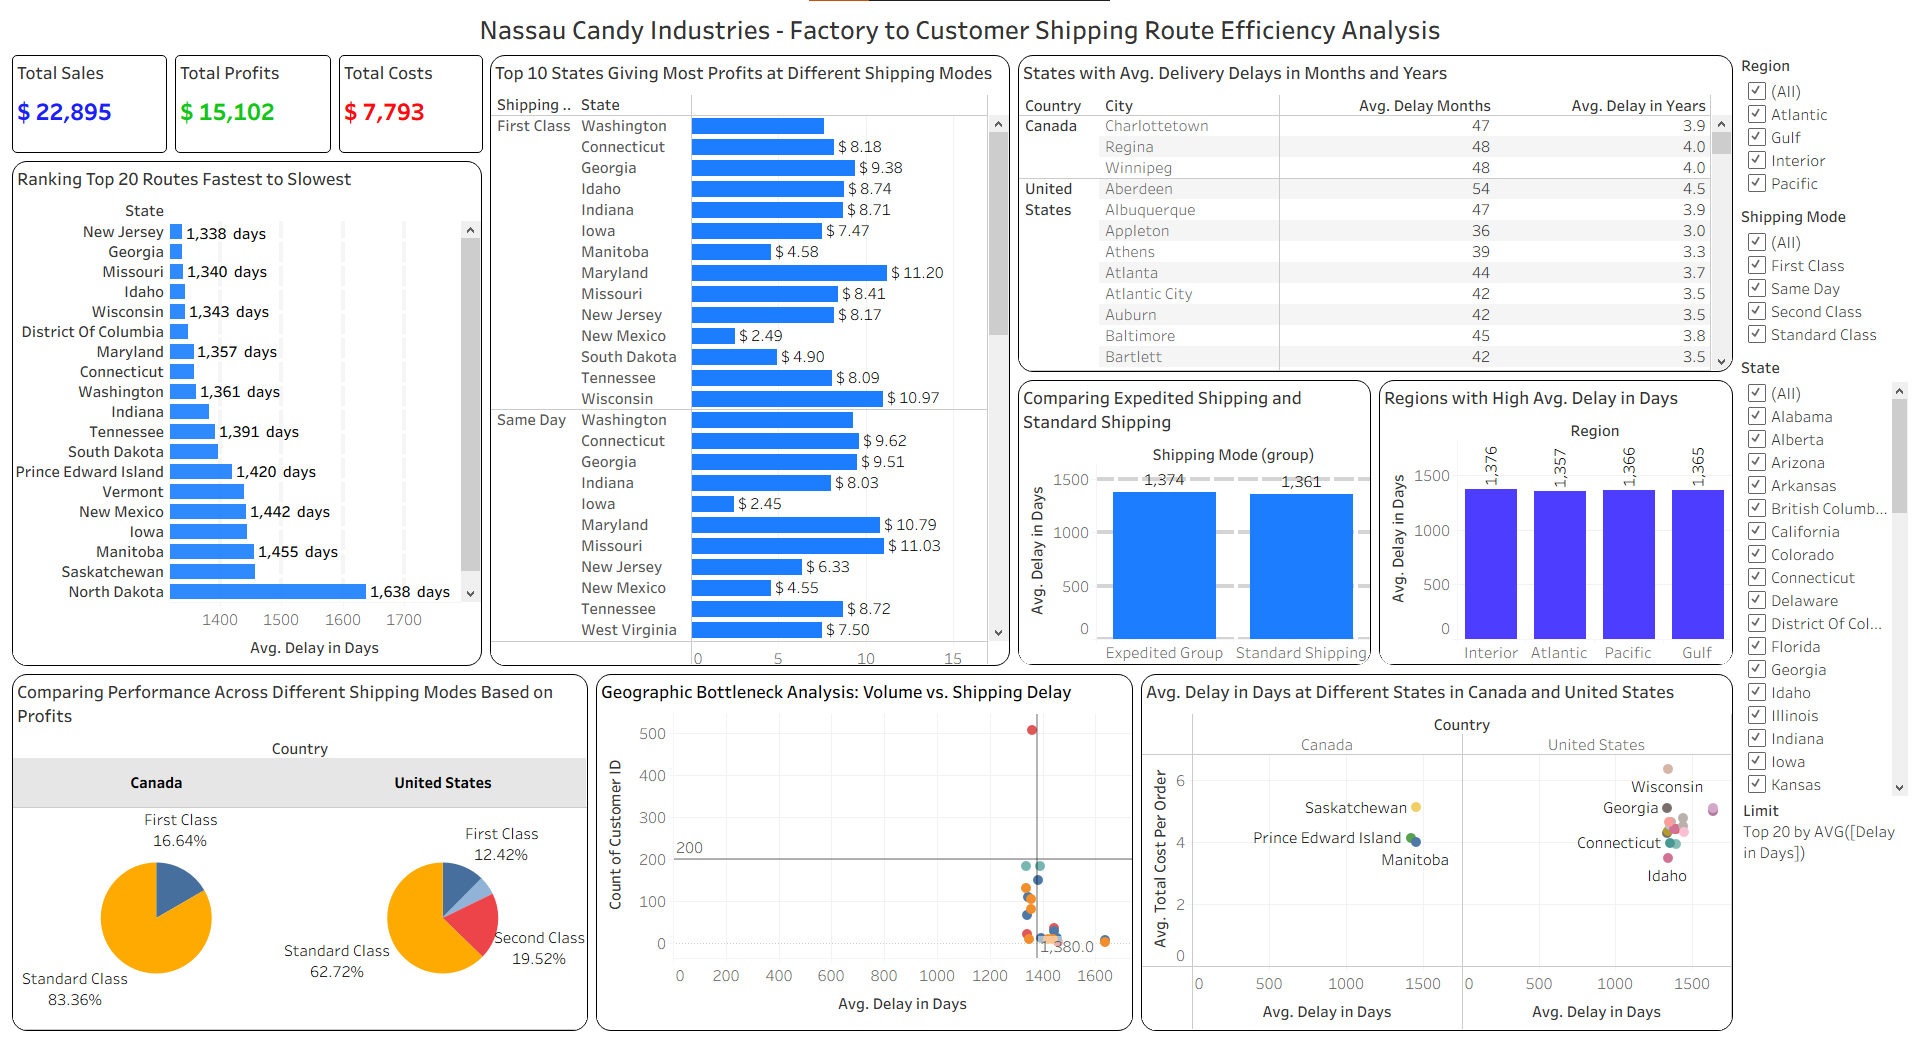 Nassau Candy Industries - Factory to Customer Shipping Route Efficiency Analysis
Total Sales
$ 22,895
Total Profits
$ 15,102
Total Costs
$ 7,793
Ranking Top 20 Routes Fastest to Slowest
State
New Jersey 1,338 days
Georgia
Missouri 1,340 days
Idaho
Wisconsin 1,343 days
District Of Columbia
Maryland 1,357 days
Connecticut
Washington 1,361 days
Indiana
Tennessee 1,391 days
South Dakota
Prince Edward Island 1,420 days
Vermont
New Mexico 1,442 days
Iowa
Manitoba 1,455 days
Saskatchewan
North Dakota 1,638 days
1400 1500 1600 1700
Avg. Delay in Days
Top 10 States Giving Most Profits at Different Shipping Modes
Shipping .. State
First Class Washington
Connecticut $ 8.18
Georgia $ 9.38
Idaho $ 8.74
Indiana $ 8.71
Iowa $ 7.47
Manitoba $ 4.58
Maryland $ 11.20
Missouri $ 8.41
New Jersey $ 8.17
New Mexico $ 2.49
South Dakota $ 4.90
Tennessee $ 8.09
Wisconsin $ 10.97
Same Day Washington
Connecticut $ 9.62
Georgia $ 9.51
Indiana $ 8.03
Iowa $ 2.45
Maryland $ 10.79
Missouri $ 11.03
New Jersey $ 6.33
New Mexico $ 4.55
Tennessee $ 8.72
West Virginia $ 7.50
0 5 10 15
States with Avg. Delivery Delays in Months and Years
Country City Avg. Delay Months Avg. Delay in Years
Canada Charlottetown 47 3.9
Regina 48 4.0
Winnipeg 48 4.0
United Aberdeen 54 4.5
States Albuquerque 47 3.9
Appleton 36 3.0
Athens 39 3.3
Atlanta 44 3.7
Atlantic City 42 3.5
Auburn 42 3.5
Baltimore 45 3.8
Bartlett 42 3.5
Comparing Expedited Shipping and
Standard Shipping
Shipping Mode (group)
Avg. Delay in Days
1500
1000
500
0
1,374 1,361
Expedited Group Standard Shipping
Regions with High Avg. Delay in Days
Region
Avg. Delay in Days
1500
1000
500
0
1,376 1,357 1,366 1,365
Interior Atlantic Pacific Gulf
Comparing Performance Across Different Shipping Modes Based on
Profits
Country
Canada United States
First Class
16.64%
Standard Class
83.36%
First Class
12.42%
Second Class
19.52%
Standard Class
62.72%
Geographic Bottleneck Analysis: Volume vs. Shipping Delay
Count of Customer ID
500
400
300
200
100
0
200
1,380.0
0 200 400 600 800 1000 1200 1400 1600
Avg. Delay in Days
Avg. Delay in Days at Different States in Canada and United States
Country
Canada United States
Avg. Total Cost Per Order
6
4
2
0
Saskatchewan
Prince Edward Island
Manitoba
Wisconsin
Georgia
Connecticut
Idaho
0 500 1000 1500 0 500 1000 1500
Avg. Delay in Days Avg. Delay in Days
Region
(All)
Atlantic
Gulf
Interior
Pacific
Shipping Mode
(All)
First Class
Same Day
Second Class
Standard Class
State
(All)
Alabama
Alberta
Arizona
Arkansas
British Columb...
California
Colorado
Connecticut
Delaware
District Of Col...
Florida
Georgia
Idaho
Illinois
Indiana
Iowa
Kansas
Limit
Top 20 by AVG([Delay
in Days])